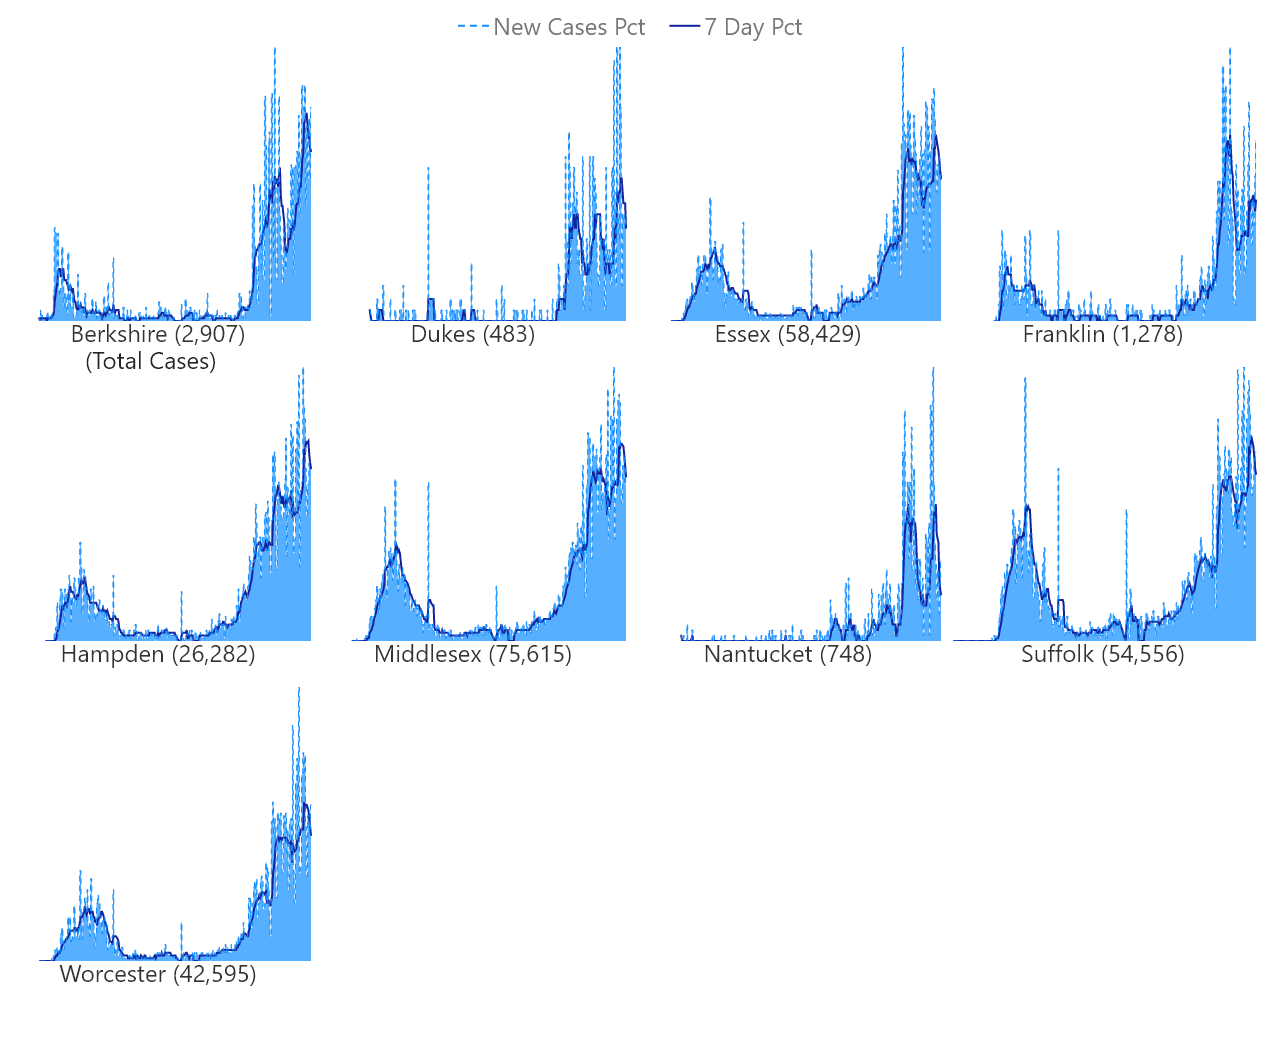 New Cases Pct 7 Day Pct
Berkshire (2,907) Dukes (483) Essex (58,429) Franklin (1,278)
(Total Cases)
Hampden (26,282) Middlesex (75,615) Nantucket (748) Suffolk (54,556)
Worcester (42,595)